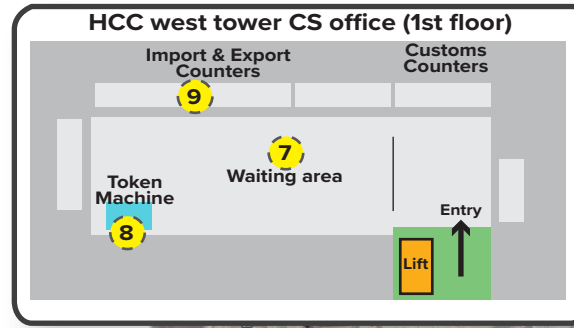 HCC west tower CS office (1st floor)
Import & Export
Counters
Customs
Counters
9
7
Waiting area
Token
Machine
8
Entry
Lift